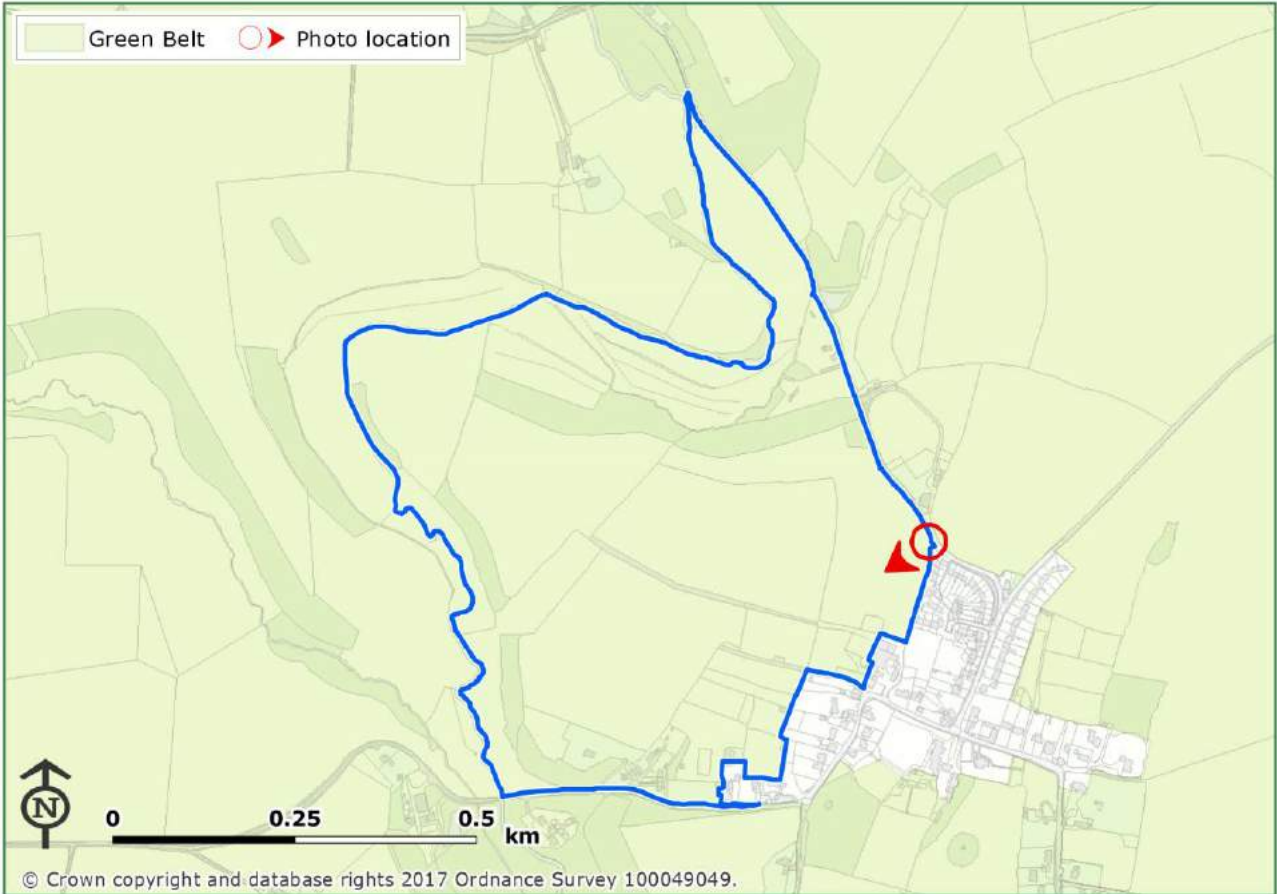 Green Belt Photo location
N
0 0.25 0.5
km
© Crown copyright and database rights 2017 Ordnance Survey 100049049.